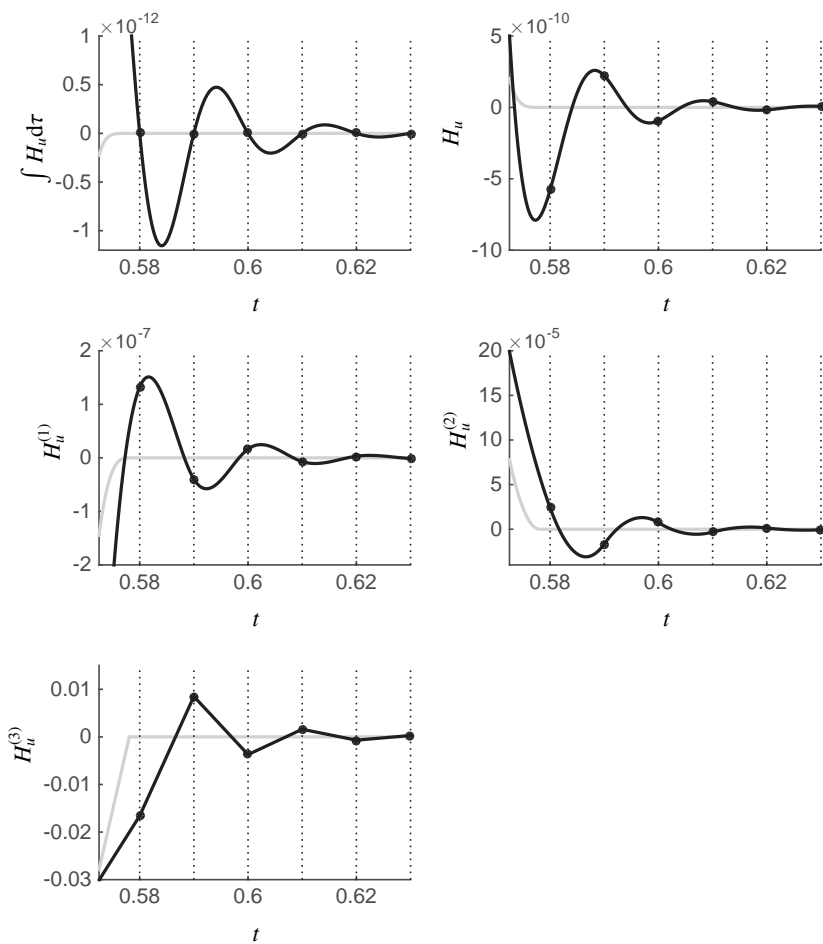 ×10⁻¹²
1
0.5
0
-0.5
-1
∫ H_u dτ
0.58 0.6 0.62
t
×10⁻¹⁰
5
0
-5
-10
H_u
0.58 0.6 0.62
t
×10⁻⁷
2
1
0
-1
-2
H_u^{(1)}
0.58 0.6 0.62
t
×10⁻⁵
20
15
10
5
0
H_u^{(2)}
0.58 0.6 0.62
t
0.01
0
-0.01
-0.02
-0.03
H_u^{(3)}
0.58 0.6 0.62
t